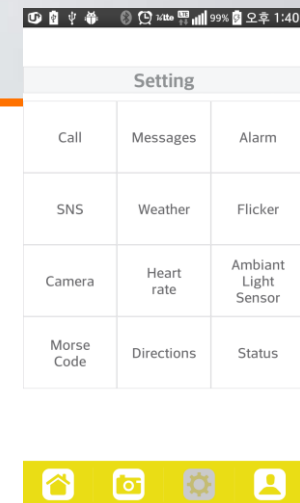 99% 오후 1:40
Setting
Call Messages Alarm
SNS Weather Flicker
Camera Heart rate Ambiant Light Sensor
Morse Code Directions Status